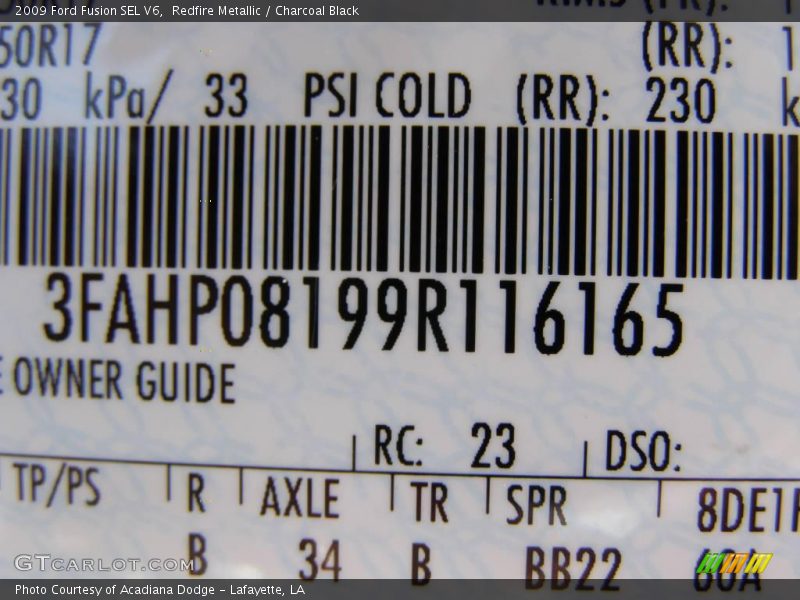 2009 Ford Fusion SEL V6, Redfire Metallic / Charcoal Black
50R17 (RR):
30 kPa/ 33 PSI COLD (RR): 230
3FAHP08199R116165
OWNER GUIDE
RC: 23 DSO:
TP/PS R AXLE TR SPR 8DE1
B 34 B BB22 60A
GTCARLOT.COM
Photo Courtesy of Acadiana Dodge - Lafayette, LA